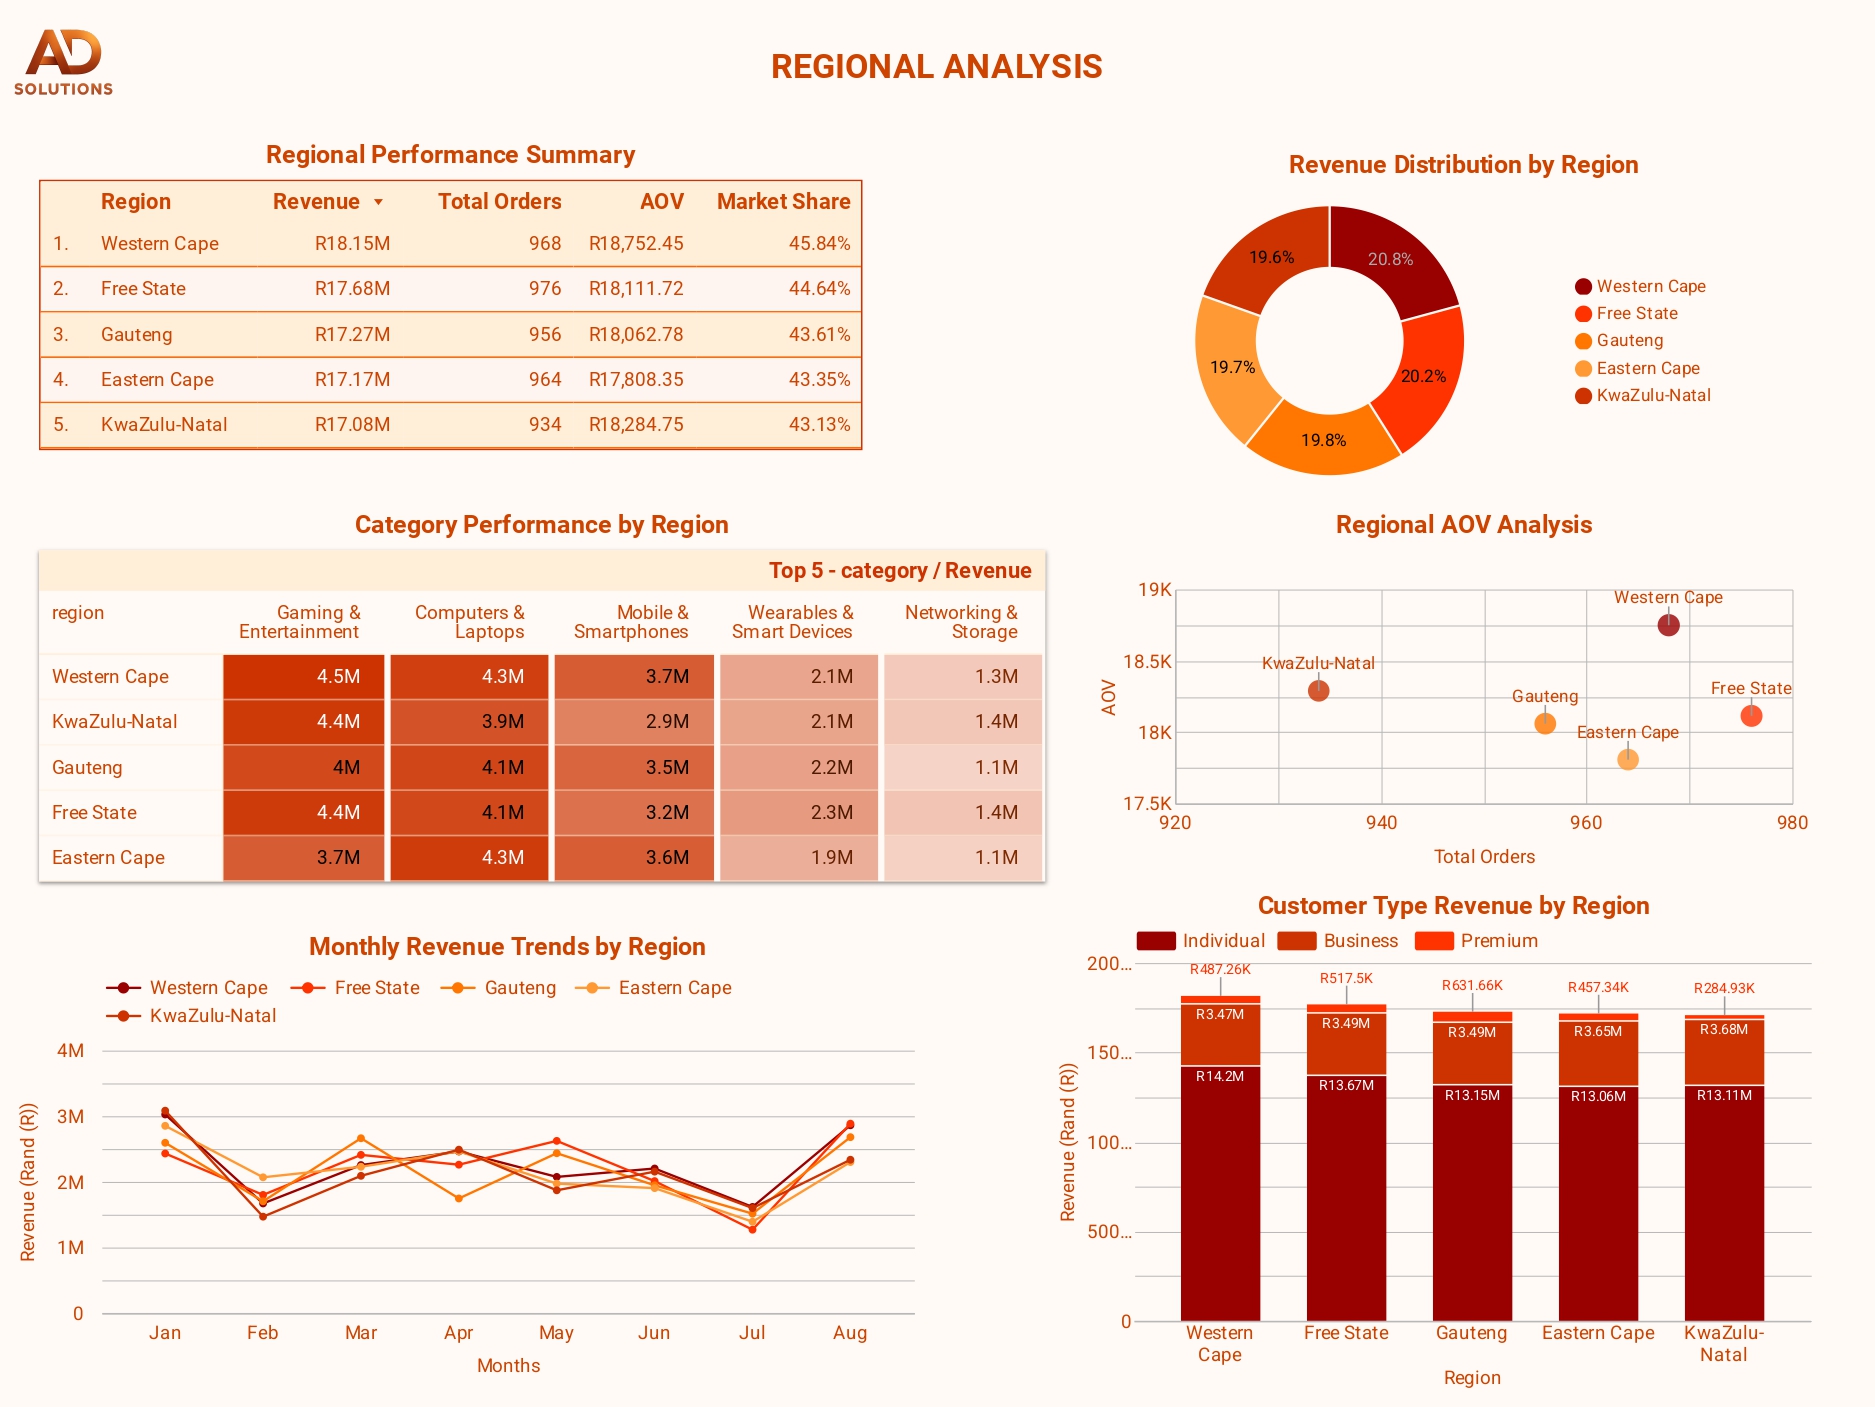 AD
SOLUTIONS
REGIONAL ANALYSIS
Regional Performance Summary
Region Revenue Total Orders AOV Market Share
1. Western Cape R18.15M 968 R18,752.45 45.84%
2. Free State R17.68M 976 R18,111.72 44.64%
3. Gauteng R17.27M 956 R18,062.78 43.61%
4. Eastern Cape R17.17M 964 R17,808.35 43.35%
5. KwaZulu-Natal R17.08M 934 R18,284.75 43.13%
Revenue Distribution by Region
20.8%
20.2%
19.8%
19.7%
19.6%
Western Cape
Free State
Gauteng
Eastern Cape
KwaZulu-Natal
Category Performance by Region
Top 5 - category / Revenue
region Gaming & Computers & Mobile & Wearables & Networking &
Entertainment Laptops Smartphones Smart Devices Storage
Western Cape 4.5M 4.3M 3.7M 2.1M 1.3M
KwaZulu-Natal 4.4M 3.9M 2.9M 2.1M 1.4M
Gauteng 4M 4.1M 3.5M 2.2M 1.1M
Free State 4.4M 4.1M 3.2M 2.3M 1.4M
Eastern Cape 3.7M 4.3M 3.6M 1.9M 1.1M
Regional AOV Analysis
19K
18.5K
18K
17.5K
AOV
Western Cape
KwaZulu-Natal
Free State
Gauteng
Eastern Cape
920 940 960 980
Total Orders
Monthly Revenue Trends by Region
Western Cape Free State Gauteng Eastern Cape
KwaZulu-Natal
4M
3M
2M
1M
0
Revenue (Rand (R))
Jan Feb Mar Apr May Jun Jul Aug
Months
Customer Type Revenue by Region
Individual Business Premium
200...
150...
100...
500...
0
Revenue (Rand (R))
R487.26K R517.5K R631.66K R457.34K R284.93K
R3.47M R3.49M R3.49M R3.65M R3.68M
R14.2M R13.67M R13.15M R13.06M R13.11M
Western Free State Gauteng Eastern Cape KwaZulu-
Cape Natal
Region